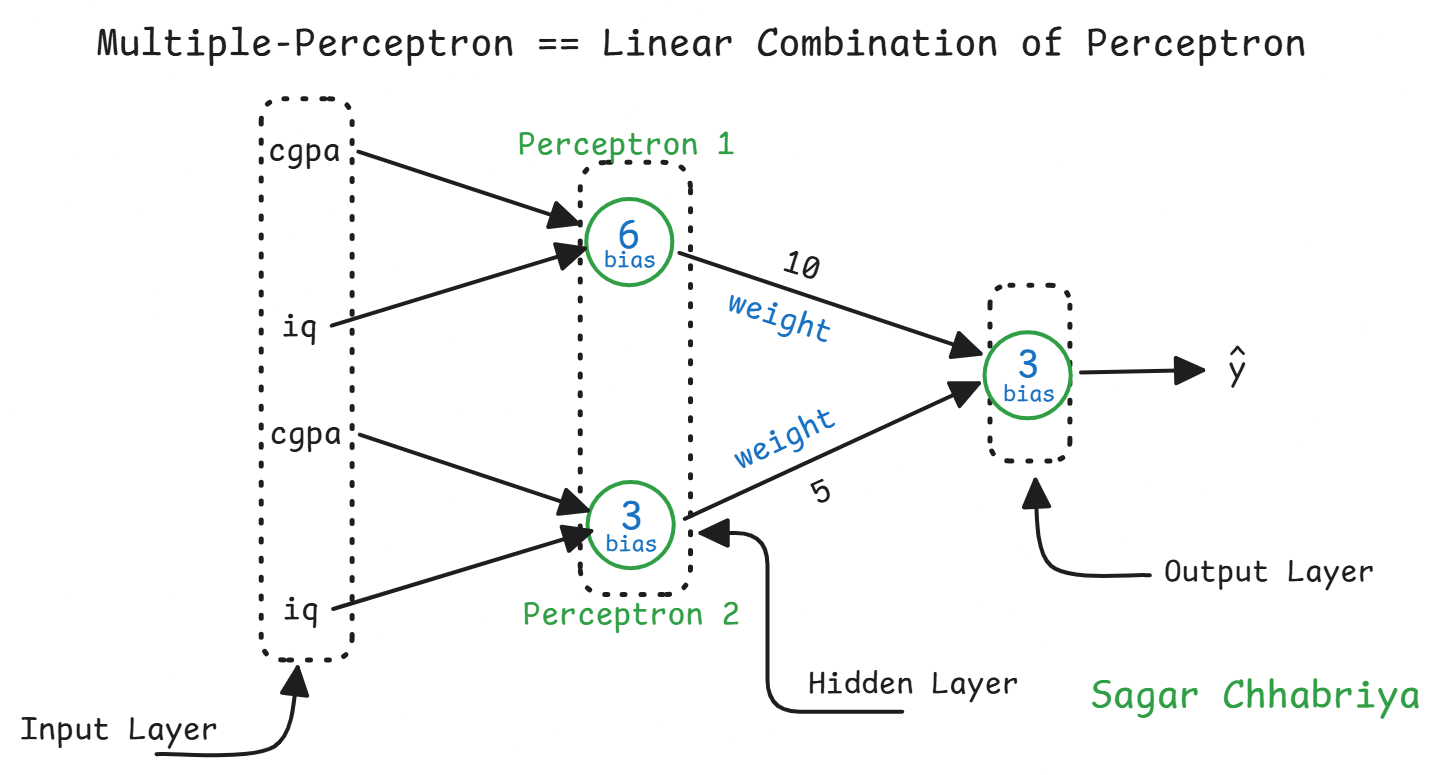 Multiple-Perceptron == Linear Combination of Perceptron
Perceptron 1
cgpa
6
bias
10
weight
iq
3
bias
ŷ
cgpa
weight
5
3
bias
iq
Perceptron 2
Output Layer
Hidden Layer
Sagar Chhabriya
Input Layer